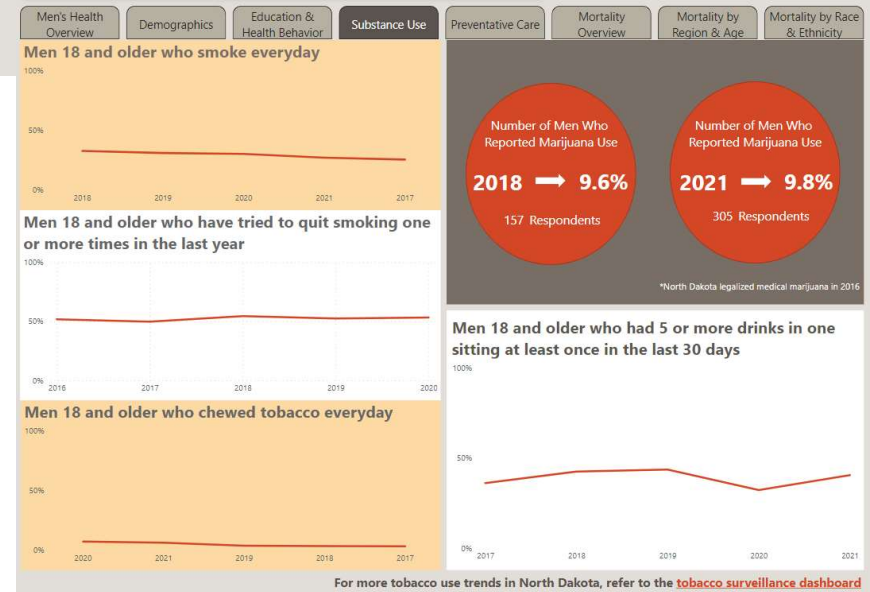 Men's Health
Overview
Demographics
Education &
Health Behavior
Substance Use
Preventative Care
Mortality
Overview
Mortality by
Region & Age
Mortality by Race
& Ethnicity
Men 18 and older who smoke everyday
100%
50%
0%
2018 2019 2020 2021 2017
Men 18 and older who have tried to quit smoking one
or more times in the last year
100%
50%
0%
2016 2017 2018 2019 2020
Men 18 and older who chewed tobacco everyday
100%
50%
0%
2020 2021 2019 2018 2017
Number of Men Who
Reported Marijuana Use
2018 ➡ 9.6%
157 Respondents
Number of Men Who
Reported Marijuana Use
2021 ➡ 9.8%
305 Respondents
*North Dakota legalized medical marijuana in 2016
Men 18 and older who had 5 or more drinks in one
sitting at least once in the last 30 days
100%
50%
0%
2017 2018 2019 2020 2021
For more tobacco use trends in North Dakota, refer to the tobacco surveillance dashboard